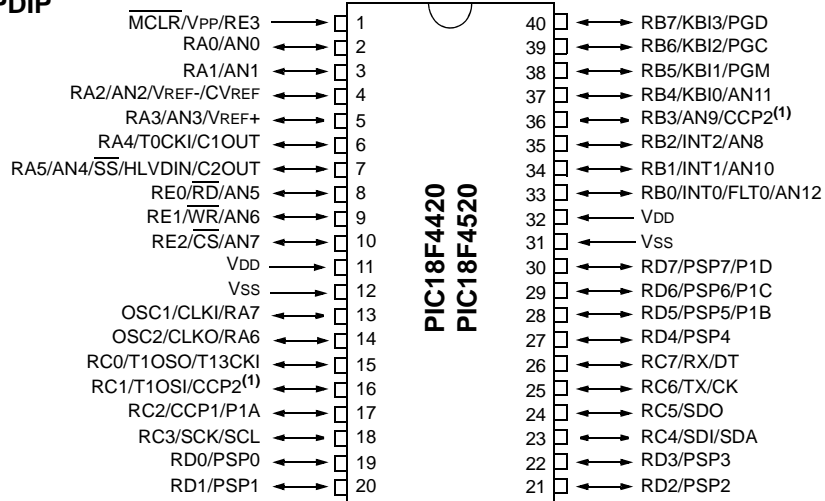 PDIP
MCLR/VPP/RE3 1 40 RB7/KBI3/PGD
RA0/AN0 2 39 RB6/KBI2/PGC
RA1/AN1 3 38 RB5/KBI1/PGM
RA2/AN2/VREF-/CVREF 4 37 RB4/KBI0/AN11
RA3/AN3/VREF+ 5 36 RB3/AN9/CCP2(1)
RA4/T0CKI/C1OUT 6 35 RB2/INT2/AN8
RA5/AN4/SS/HLVDIN/C2OUT 7 34 RB1/INT1/AN10
RE0/RD/AN5 8 33 RB0/INT0/FLT0/AN12
RE1/WR/AN6 9 32 VDD
RE2/CS/AN7 10 31 VSS
VDD 11 30 RD7/PSP7/P1D
VSS 12 29 RD6/PSP6/P1C
OSC1/CLKI/RA7 13 28 RD5/PSP5/P1B
OSC2/CLKO/RA6 14 27 RD4/PSP4
RC0/T1OSO/T13CKI 15 26 RC7/RX/DT
RC1/T1OSI/CCP2(1) 16 25 RC6/TX/CK
RC2/CCP1/P1A 17 24 RC5/SDO
RC3/SCK/SCL 18 23 RC4/SDI/SDA
RD0/PSP0 19 22 RD3/PSP3
RD1/PSP1 20 21 RD2/PSP2
PIC18F4420
PIC18F4520